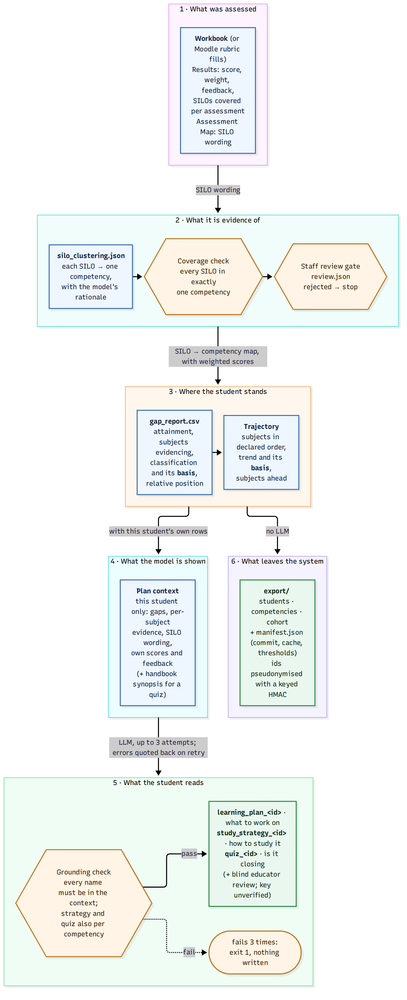 1 · What was assessed
Workbook (or
Moodle rubric
fills)
Results: score,
weight,
feedback,
SILOs covered
per assessment
Assessment
Map: SILO
wording
SILO wording
2 · What it is evidence of
silo_clustering.json
each SILO → one
competency,
with the model's
rationale
Coverage check
every SILO in
exactly
one competency
Staff review gate
review.json
rejected → stop
SILO → competency map,
with weighted scores
3 · Where the student stands
gap_report.csv
attainment,
subjects
evidencing,
classification
and its basis,
relative position
Trajectory
subjects in
declared order,
trend and its
basis,
subjects ahead
with this student's own rows
no LLM
4 · What the model is shown
Plan context
this student
only: gaps, per-
subject
evidence, SILO
wording,
own scores and
feedback
(+ handbook
synopsis for a
quiz)
6 · What leaves the system
export/
students ·
competencies ·
cohort
+ manifest.json
(commit, cache,
thresholds)
ids
pseudonymised
with a keyed
HMAC
LLM, up to 3 attempts;
errors quoted back on retry
5 · What the student reads
Grounding check
every name
must be in the
context;
strategy and
quiz also per
competency
pass
learning_plan_<id> ·
what to work on
study_strategy_<id>
· how to study it
quiz_<id> · is it
closing
(+ blind educator
review; key
unverified)
fail
fails 3 times:
exit 1, nothing
written